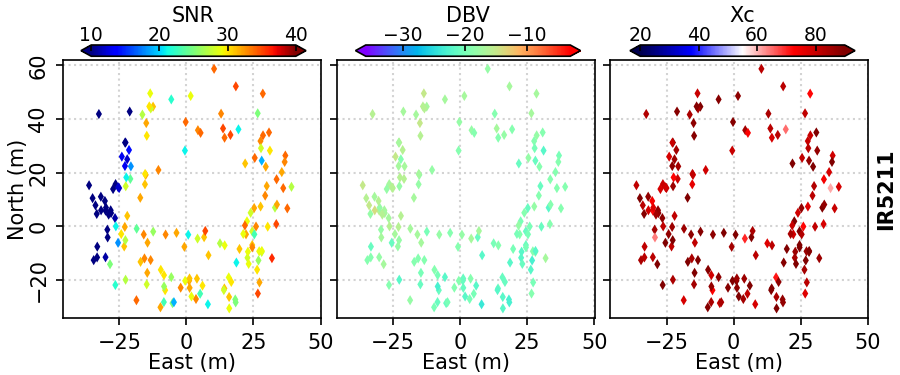 SNR DBV Xc
10 20 30 40 −30 −20 −10 20 40 60 80
60
40
20
0
−20
North (m)
IR5211
−25 0 25 50 −25 0 25 50 −25 0 25 50
East (m) East (m) East (m)